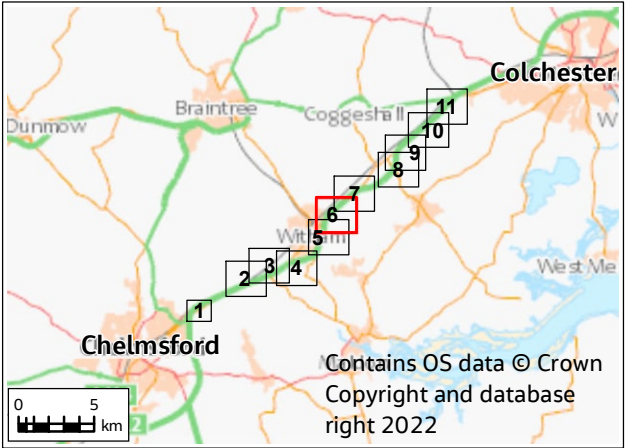 Colchester
11
Braintree
Coggeshall
Dunmow
10
W
9
8
7
6
5
Witham
3
4
West Me
2
1
Chelmsford
Contains OS data © Crown
Copyright and database
right 2022
0 5
km
2